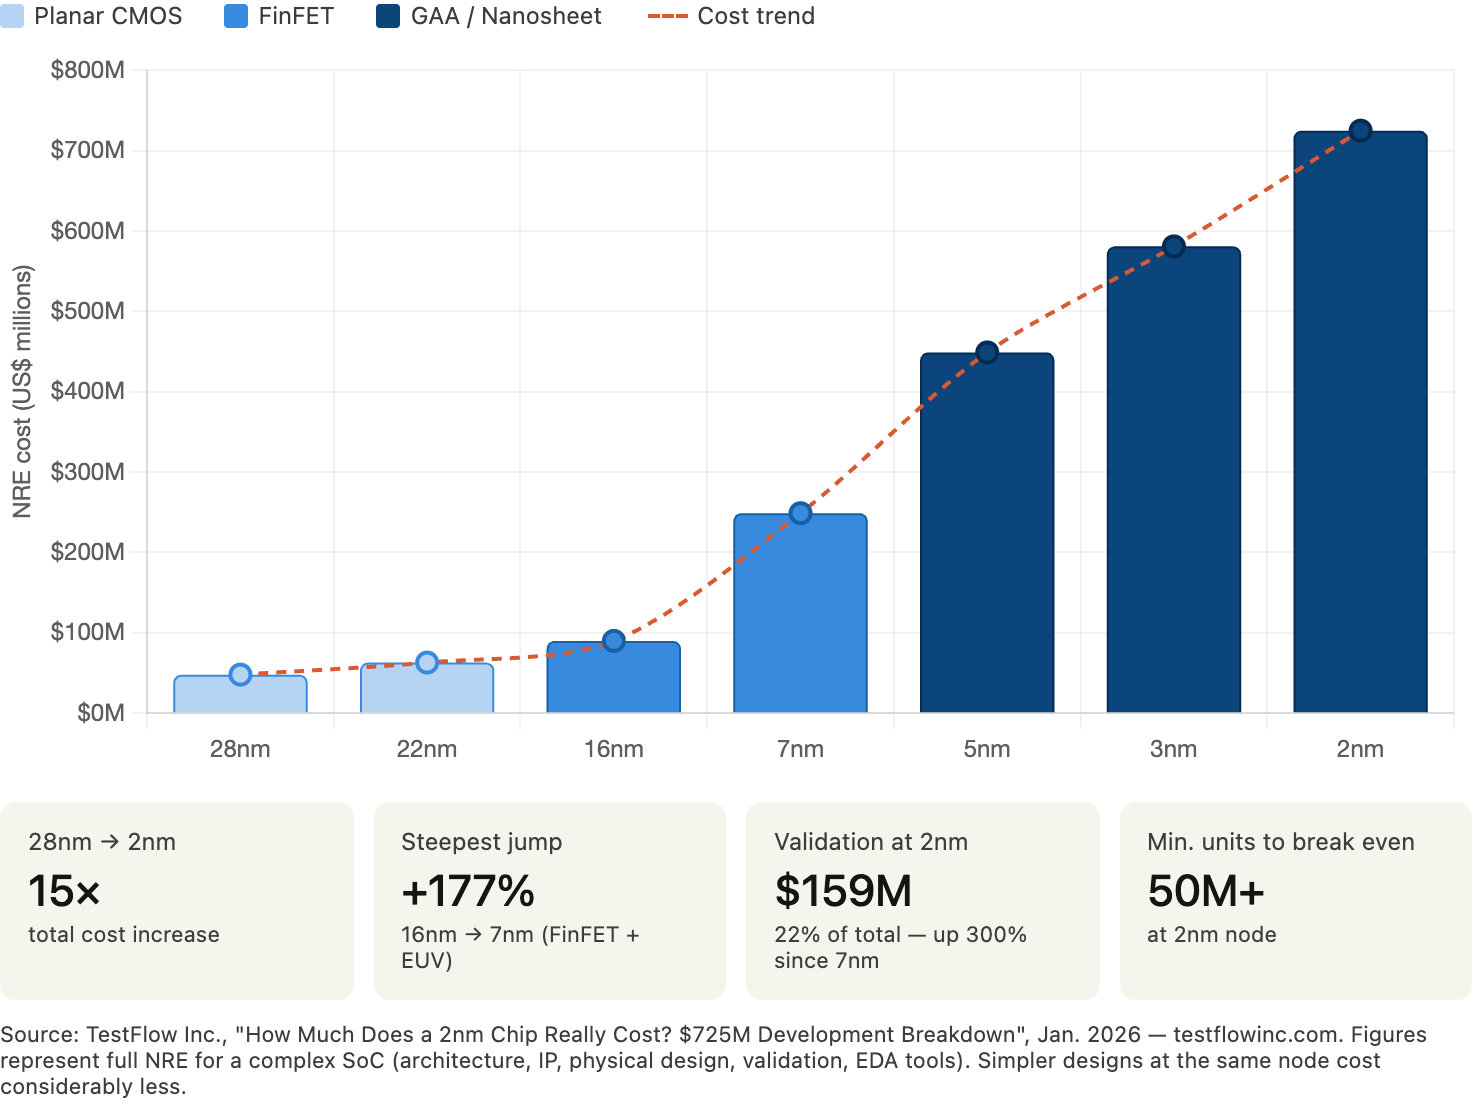 Planar CMOS
FinFET
GAA / Nanosheet
Cost trend
$800M
$700M
$600M
$500M
$400M
$300M
$200M
$100M
$0M
NRE cost (US$ millions)
28nm
22nm
16nm
7nm
5nm
3nm
2nm
28nm → 2nm
15×
total cost increase
Steepest jump
+177%
16nm → 7nm (FinFET +
EUV)
Validation at 2nm
$159M
22% of total — up 300%
since 7nm
Min. units to break even
50M+
at 2nm node
Source: TestFlow Inc., "How Much Does a 2nm Chip Really Cost? $725M Development Breakdown", Jan. 2026 — testflowinc.com. Figures
represent full NRE for a complex SoC (architecture, IP, physical design, validation, EDA tools). Simpler designs at the same node cost
considerably less.